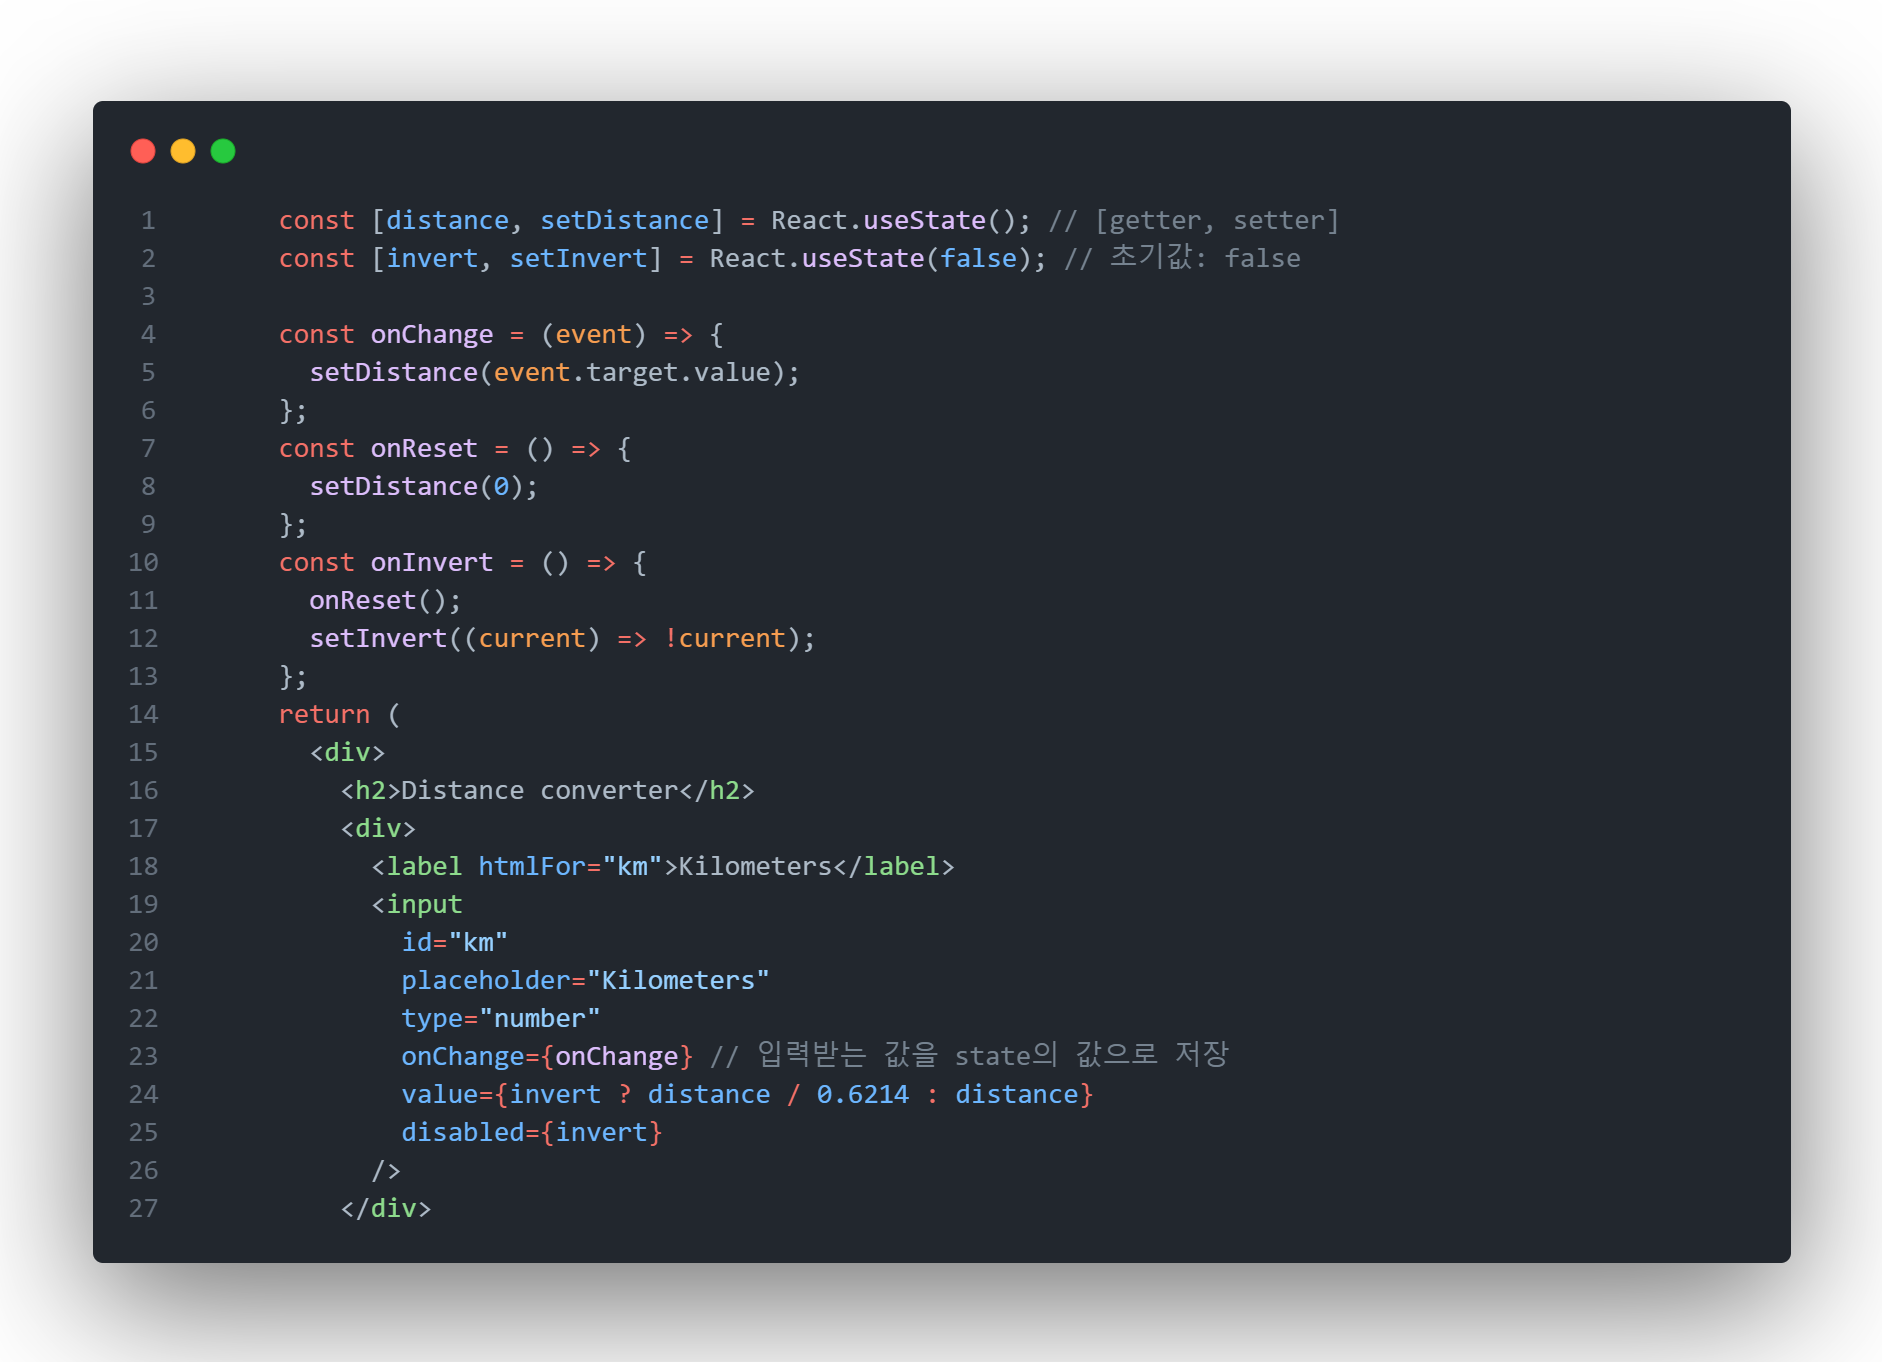 1 const [distance, setDistance] = React.useState(); // [getter, setter]
2 const [invert, setInvert] = React.useState(false); // 초기값: false
3
4 const onChange = (event) => {
5 setDistance(event.target.value);
6 };
7 const onReset = () => {
8 setDistance(0);
9 };
10 const onInvert = () => {
11 onReset();
12 setInvert((current) => !current);
13 };
14 return (
15 <div>
16 <h2>Distance converter</h2>
17 <div>
18 <label htmlFor="km">Kilometers</label>
19 <input
20 id="km"
21 placeholder="Kilometers"
22 type="number"
23 onChange={onChange} // 입력받는 값을 state의 값으로 저장
24 value={invert ? distance / 0.6214 : distance}
25 disabled={invert}
26 />
27 </div>